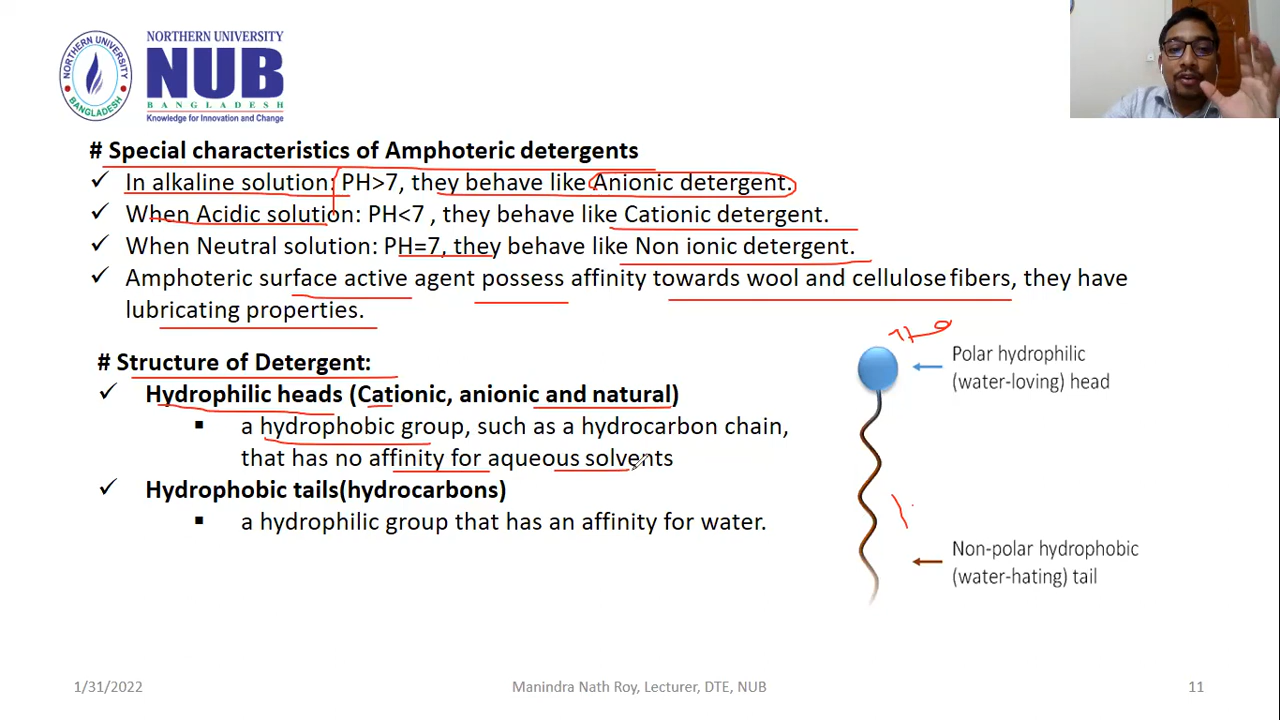 NORTHERN UNIVERSITY
NUB
BANGLADESH
Knowledge for Innovation and Change
NORTHERN UNIVERSITY
BANGLADESH
# Special characteristics of Amphoteric detergents
✓ In alkaline solution: PH>7, they behave like Anionic detergent.
✓ When Acidic solution: PH<7 , they behave like Cationic detergent.
✓ When Neutral solution: PH=7, they behave like Non ionic detergent.
✓ Amphoteric surface active agent possess affinity towards wool and cellulose fibers, they have
lubricating properties.
# Structure of Detergent:
✓ Hydrophilic heads (Cationic, anionic and natural)
▪ a hydrophobic group, such as a hydrocarbon chain,
that has no affinity for aqueous solvents
✓ Hydrophobic tails(hydrocarbons)
▪ a hydrophilic group that has an affinity for water.
Polar hydrophilic
(water-loving) head
Non-polar hydrophobic
(water-hating) tail
1/31/2022
Manindra Nath Roy, Lecturer, DTE, NUB
11